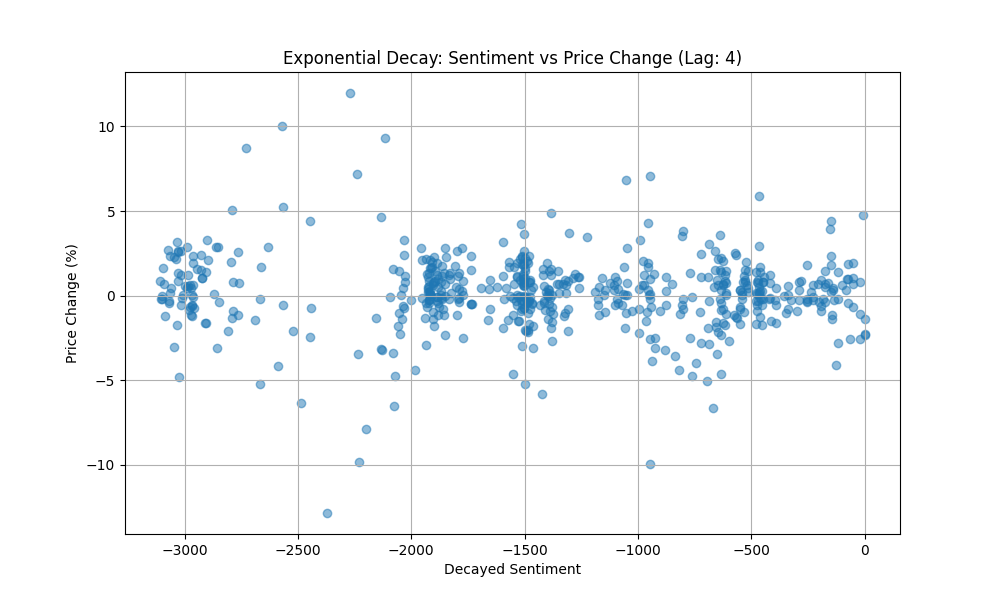 Exponential Decay: Sentiment vs Price Change (Lag: 4)
Price Change (%)
10
5
0
−5
−10
−3000 −2500 −2000 −1500 −1000 −500 0
Decayed Sentiment